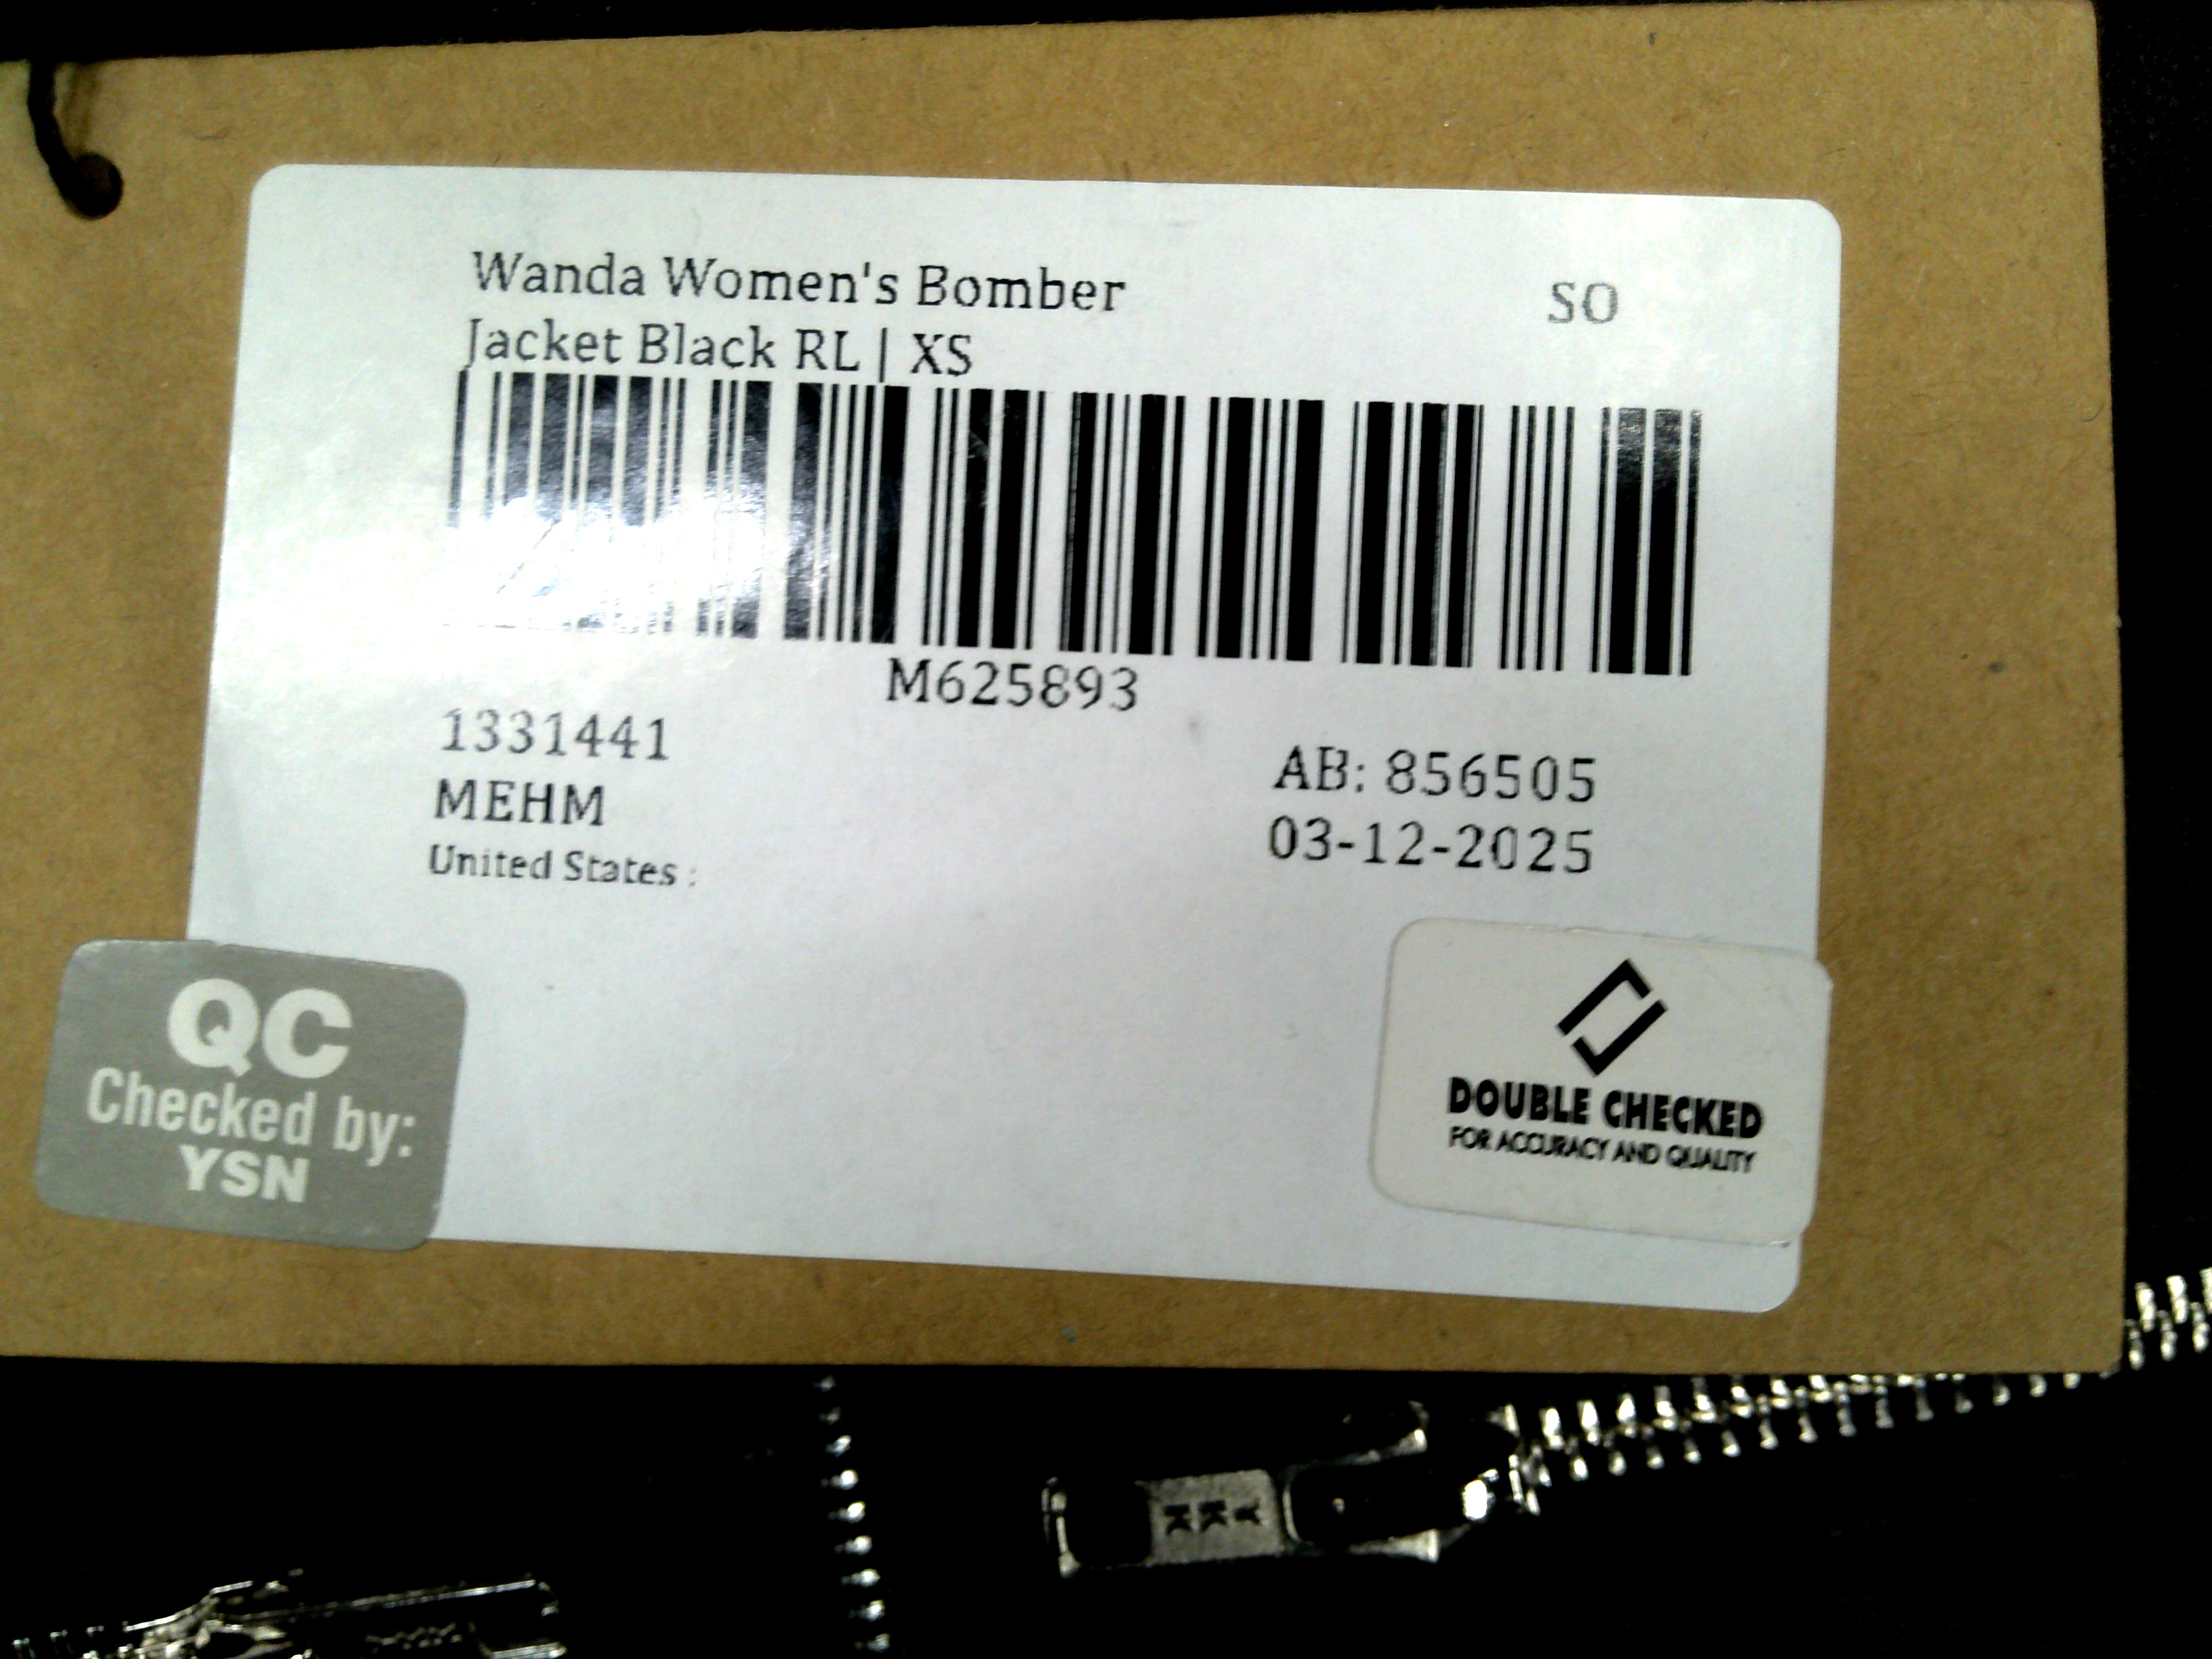 Wanda Women's Bomber
Jacket Black RL | XS
SO
M625893
1331441
MEHM
United States :
AB: 856505
03-12-2025
QC
Checked by:
YSN
DOUBLE CHECKED
FOR ACCURACY AND QUALITY
YKK